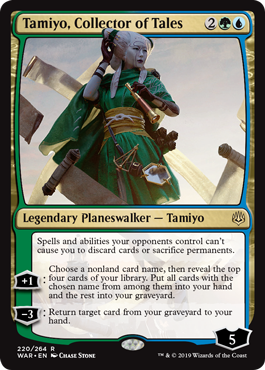 Tamiyo, Collector of Tales 2
Legendary Planeswalker — Tamiyo
Spells and abilities your opponents control can't
cause you to discard cards or sacrifice permanents.
+1: Choose a nonland card name, then reveal the top
four cards of your library. Put all cards with the
chosen name from among them into your hand
and the rest into your graveyard.
−3: Return target card from your graveyard to your
hand.
5
220/264 R
WAR • EN Chase Stone
™ & © 2019 Wizards of the Coast